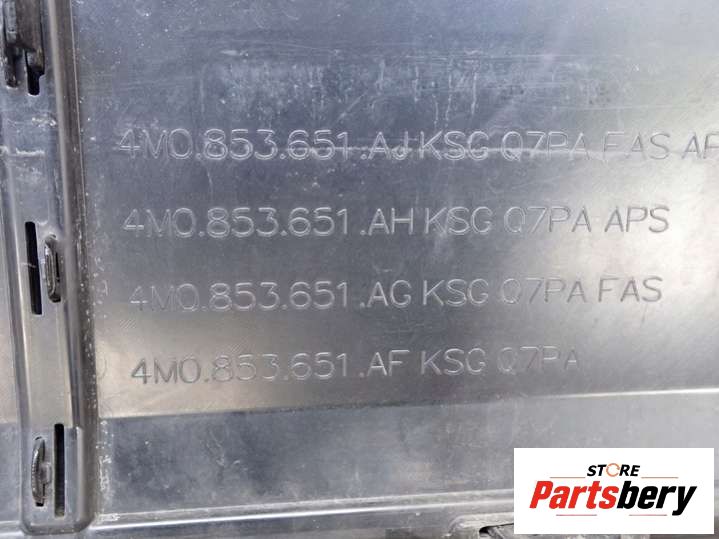 4M0.853.651.AJ KSG Q7PA FAS
4M0.853.651.AH KSG Q7PA APS
4M0.853.651.AG KSG Q7PA FAS
4M0.853.651.AF KSG Q7PA
STORE
Partsbery